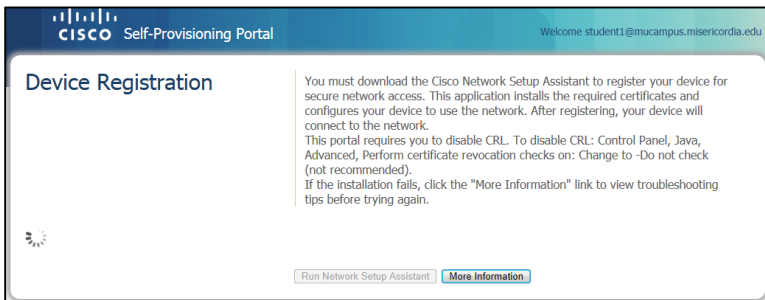 CISCO Self-Provisioning Portal
Welcome student1@mucampus.misericordia.edu
Device Registration
You must download the Cisco Network Setup Assistant to register your device for
secure network access. This application installs the required certificates and
configures your device to use the network. After registering, your device will
connect to the network.
This portal requires you to disable CRL. To disable CRL: Control Panel, Java,
Advanced, Perform certificate revocation checks on: Change to -Do not check
(not recommended).
If the installation fails, click the "More Information" link to view troubleshooting
tips before trying again.
Run Network Setup Assistant
More Information